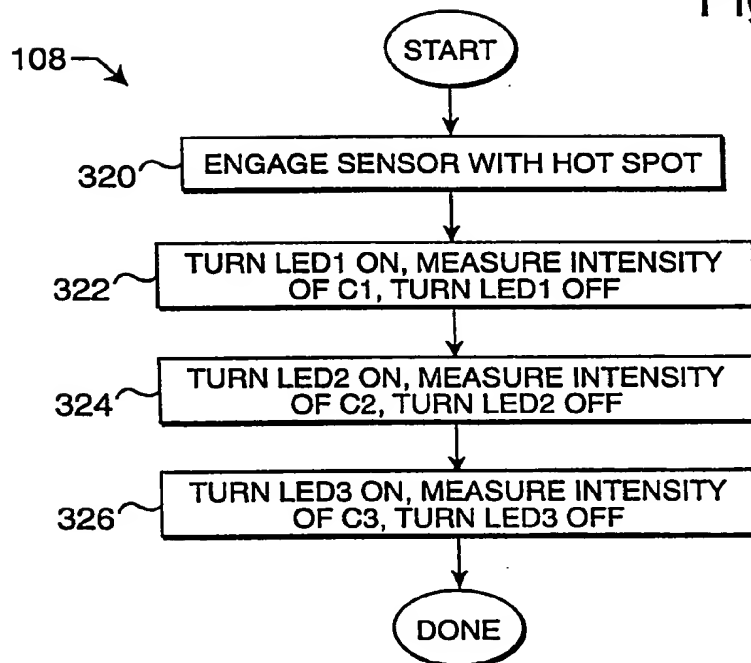 START
108
320
ENGAGE SENSOR WITH HOT SPOT
322
TURN LED1 ON, MEASURE INTENSITY
OF C1, TURN LED1 OFF
324
TURN LED2 ON, MEASURE INTENSITY
OF C2, TURN LED2 OFF
326
TURN LED3 ON, MEASURE INTENSITY
OF C3, TURN LED3 OFF
DONE